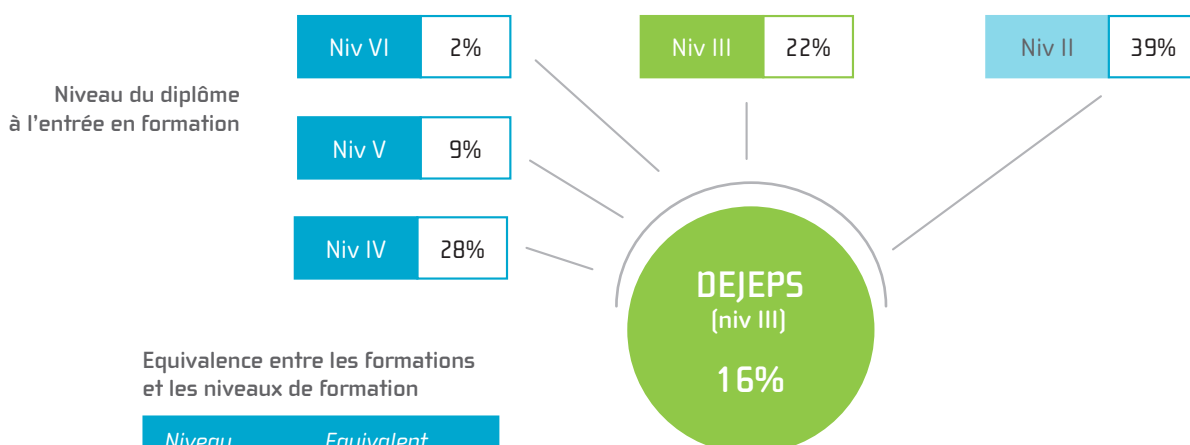 Niv VI 2%
Niv III 22%
Niv II 39%
Niveau du diplôme
à l'entrée en formation
Niv V 9%
Niv IV 28%
DEJEPS
(niv III)
16%
Equivalence entre les formations
et les niveaux de formation
Niveau Equivalent